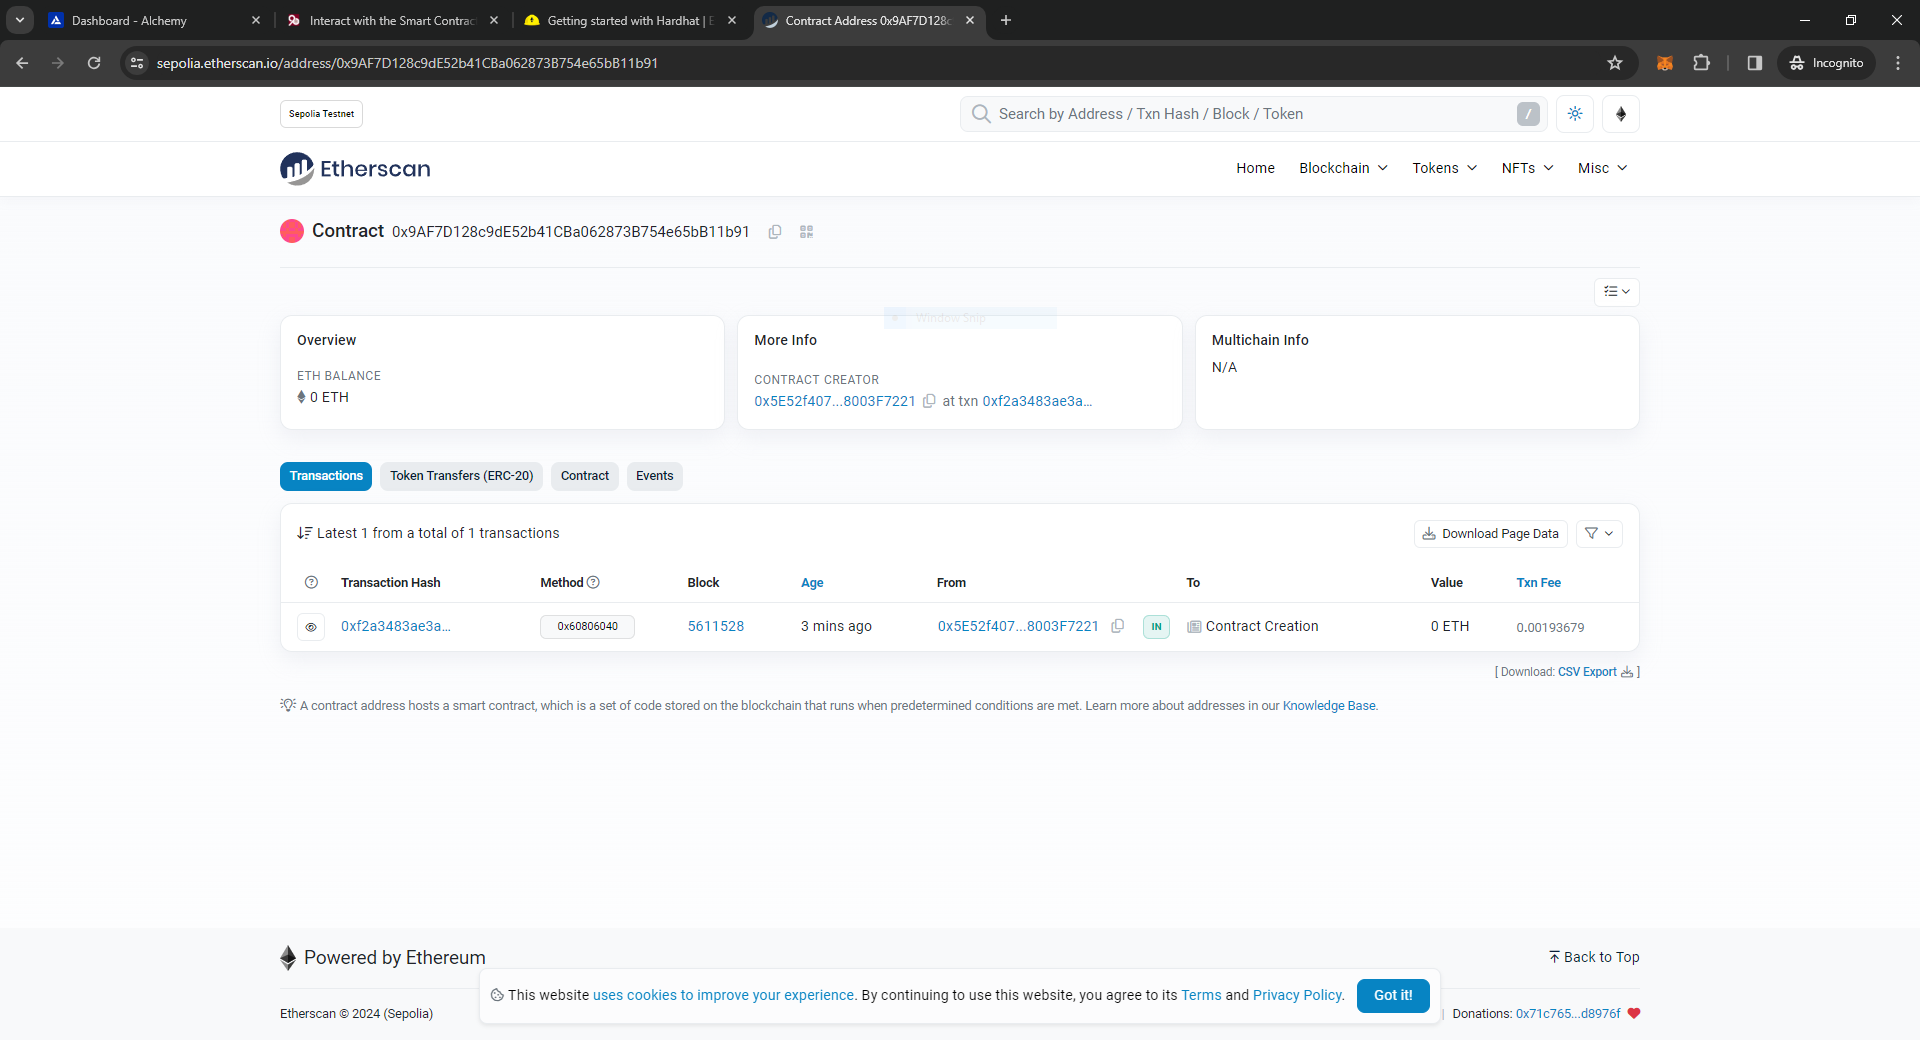 Dashboard - Alchemy
Interact with the Smart Contrac
Getting started with Hardhat | E
Contract Address 0x9AF7D128c
sepolia.etherscan.io/address/0x9AF7D128c9dE52b41CBa062873B754e65bB11b91
Incognito
Sepolia Testnet
Search by Address / Txn Hash / Block / Token
/
Etherscan
Home
Blockchain
Tokens
NFTs
Misc
Contract 0x9AF7D128c9dE52b41CBa062873B754e65bB11b91
Window Snip
Overview
ETH BALANCE
0 ETH
More Info
CONTRACT CREATOR
0x5E52f407...8003F7221 at txn 0xf2a3483ae3a...
Multichain Info
N/A
Transactions
Token Transfers (ERC-20)
Contract
Events
Latest 1 from a total of 1 transactions
Download Page Data
Transaction Hash Method Block Age From To Value Txn Fee
0xf2a3483ae3a... 0x60806040 5611528 3 mins ago 0x5E52f407...8003F7221 IN Contract Creation 0 ETH 0.00193679
[ Download: CSV Export ]
A contract address hosts a smart contract, which is a set of code stored on the blockchain that runs when predetermined conditions are met. Learn more about addresses in our Knowledge Base.
Powered by Ethereum
Back to Top
This website uses cookies to improve your experience. By continuing to use this website, you agree to its Terms and Privacy Policy.
Got it!
Etherscan © 2024 (Sepolia)
| Donations: 0x71c765...d8976f